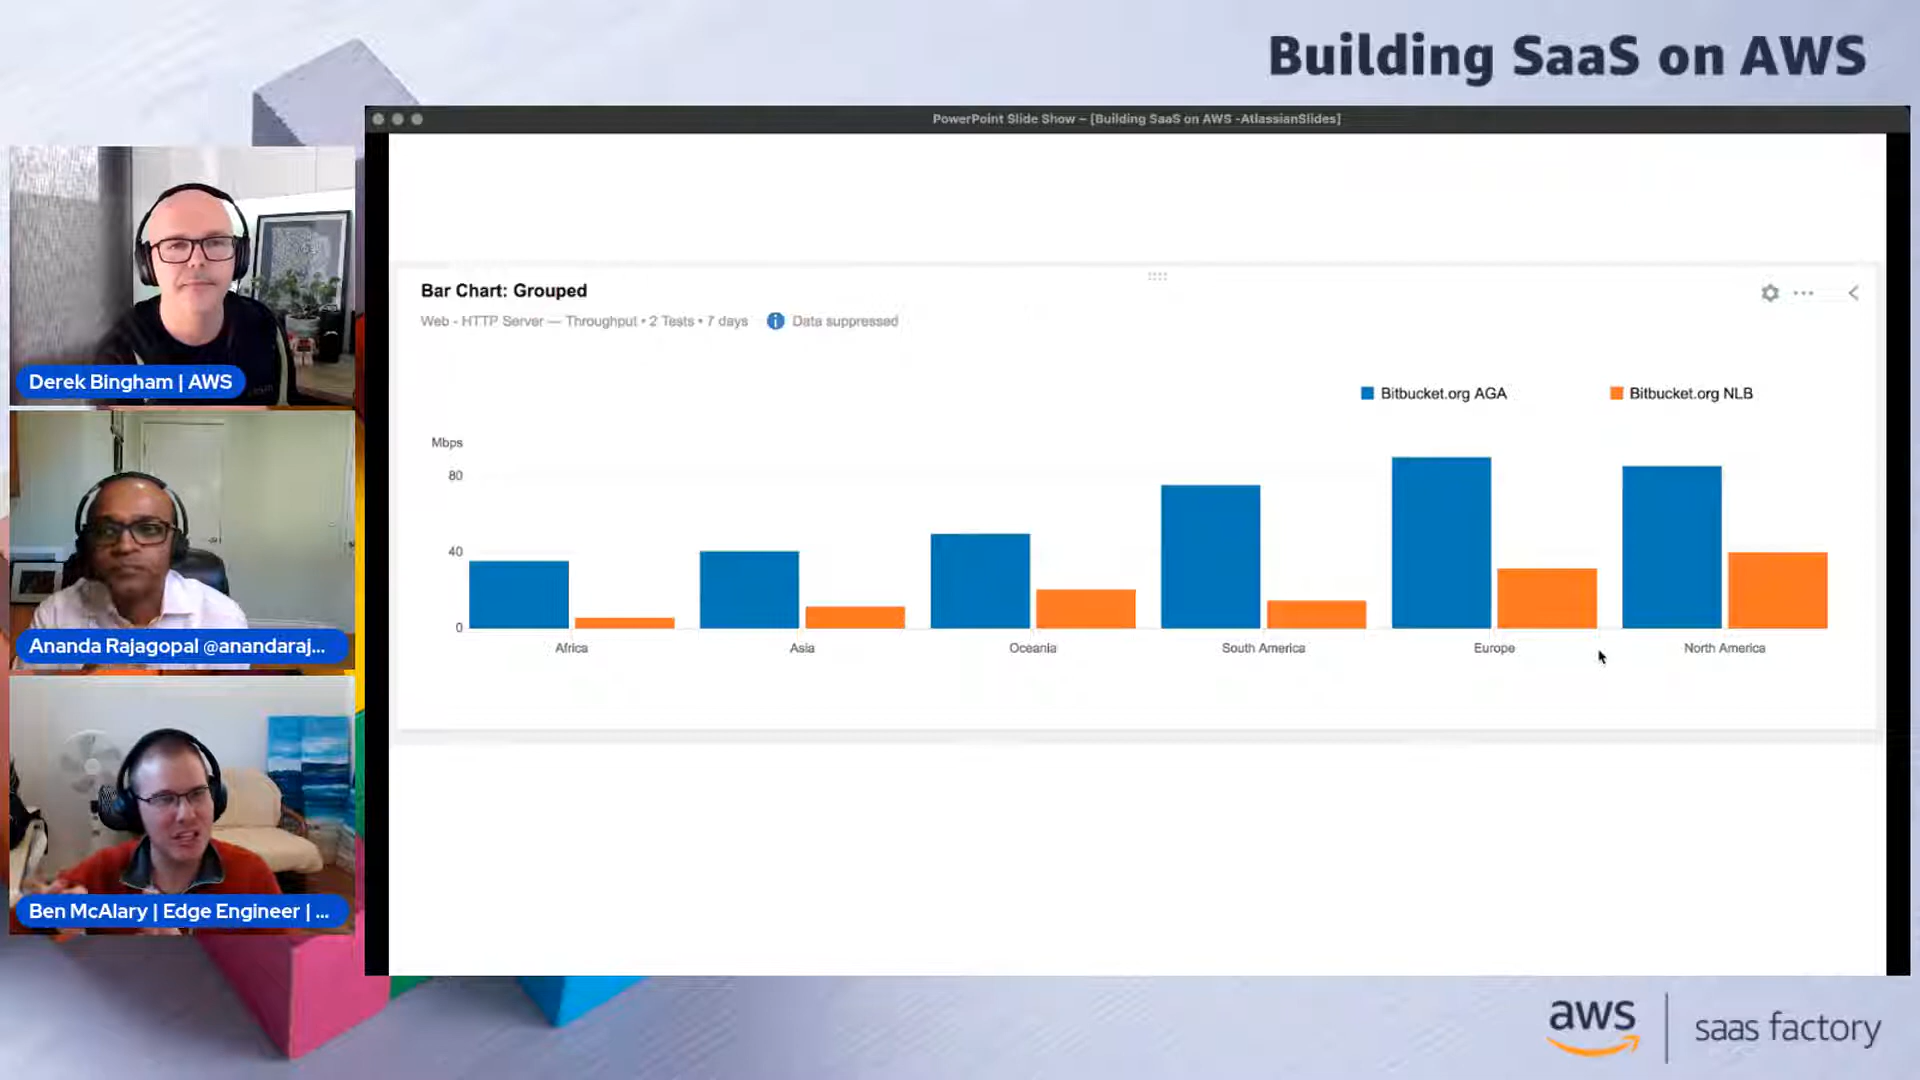 Building SaaS on AWS
PowerPoint Slide Show – [Building SaaS on AWS -AtlassianSlides]
Derek Bingham | AWS
Ananda Rajagopal @anandaraj...
Ben McAlary | Edge Engineer | ...
Bar Chart: Grouped
Web - HTTP Server — Throughput • 2 Tests • 7 days
Data suppressed
Bitbucket.org AGA
Bitbucket.org NLB
Mbps
80
40
0
Africa
Asia
Oceania
South America
Europe
North America
aws
saas factory